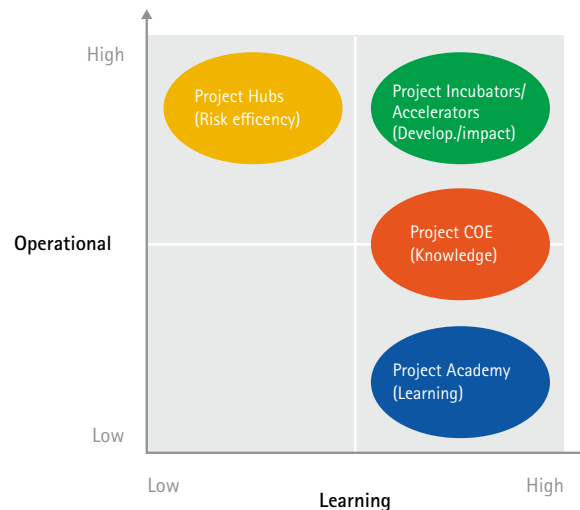 High
Project Hubs
(Risk efficency)
Project Incubators/
Accelerators
(Develop./impact)
Operational
Project COE
(Knowledge)
Project Academy
(Learning)
Low
Low
High
Learning